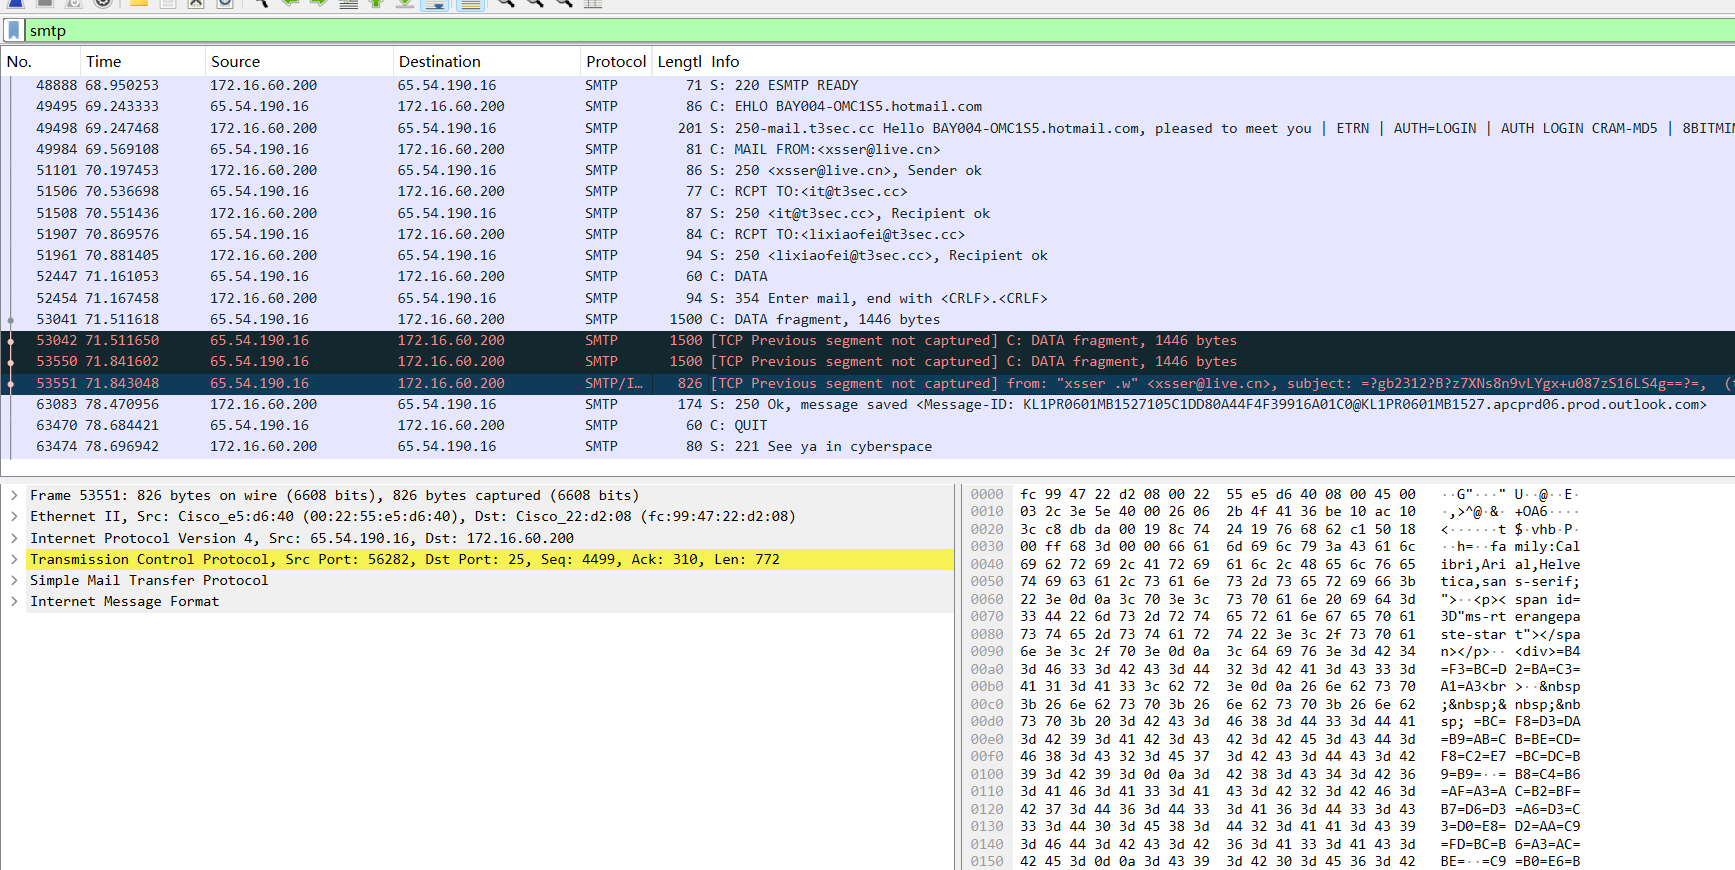 smtp
No. Time Source Destination Protocol Lengtl Info
48888 68.950253 172.16.60.200 65.54.190.16 SMTP 71 S: 220 ESMTP READY
49495 69.243333 65.54.190.16 172.16.60.200 SMTP 86 C: EHLO BAY004-OMC1S5.hotmail.com
49498 69.247468 172.16.60.200 65.54.190.16 SMTP 201 S: 250-mail.t3sec.cc Hello BAY004-OMC1S5.hotmail.com, pleased to meet you | ETRN | AUTH=LOGIN | AUTH LOGIN CRAM-MD5 | 8BITMI
49984 69.569108 65.54.190.16 172.16.60.200 SMTP 81 C: MAIL FROM:<xsser@live.cn>
51101 70.197453 172.16.60.200 65.54.190.16 SMTP 86 S: 250 <xsser@live.cn>, Sender ok
51506 70.536698 65.54.190.16 172.16.60.200 SMTP 77 C: RCPT TO:<it@t3sec.cc>
51508 70.551436 172.16.60.200 65.54.190.16 SMTP 87 S: 250 <it@t3sec.cc>, Recipient ok
51907 70.869576 65.54.190.16 172.16.60.200 SMTP 84 C: RCPT TO:<lixiaofei@t3sec.cc>
51961 70.881405 172.16.60.200 65.54.190.16 SMTP 94 S: 250 <lixiaofei@t3sec.cc>, Recipient ok
52447 71.161053 65.54.190.16 172.16.60.200 SMTP 60 C: DATA
52454 71.167458 172.16.60.200 65.54.190.16 SMTP 94 S: 354 Enter mail, end with <CRLF>.<CRLF>
53041 71.511618 65.54.190.16 172.16.60.200 SMTP 1500 C: DATA fragment, 1446 bytes
53042 71.511650 65.54.190.16 172.16.60.200 SMTP 1500 [TCP Previous segment not captured] C: DATA fragment, 1446 bytes
53550 71.841602 65.54.190.16 172.16.60.200 SMTP 1500 [TCP Previous segment not captured] C: DATA fragment, 1446 bytes
53551 71.843048 65.54.190.16 172.16.60.200 SMTP/I… 826 [TCP Previous segment not captured] from: "xsser .w" <xsser@live.cn>, subject: =?gb2312?B?z7XNs8n9vLYgx+u087zS16LS4g==?=, (
63083 78.470956 172.16.60.200 65.54.190.16 SMTP 174 S: 250 Ok, message saved <Message-ID: KL1PR0601MB1527105C1DD80A44F4F39916A01C0@KL1PR0601MB1527.apcprd06.prod.outlook.com>
63470 78.684421 65.54.190.16 172.16.60.200 SMTP 60 C: QUIT
63474 78.696942 172.16.60.200 65.54.190.16 SMTP 80 S: 221 See ya in cyberspace
Frame 53551: 826 bytes on wire (6608 bits), 826 bytes captured (6608 bits)
Ethernet II, Src: Cisco_e5:d6:40 (00:22:55:e5:d6:40), Dst: Cisco_22:d2:08 (fc:99:47:22:d2:08)
Internet Protocol Version 4, Src: 65.54.190.16, Dst: 172.16.60.200
Transmission Control Protocol, Src Port: 56282, Dst Port: 25, Seq: 4499, Ack: 310, Len: 772
Simple Mail Transfer Protocol
Internet Message Format
0000 fc 99 47 22 d2 08 00 22 55 e5 d6 40 08 00 45 00 ··G"···" U··@··E·
0010 03 2c 3e 5e 40 00 26 06 2b 4f 41 36 be 10 ac 10 ·,>^@·&· +OA6····
0020 3c c8 db da 00 19 8c 74 24 19 76 68 62 c1 50 18 <······t $·vhb·P·
0030 00 ff 68 3d 00 00 66 61 6d 69 6c 79 3a 43 61 6c ··h=··fa mily:Cal
0040 69 62 72 69 2c 41 72 69 61 6c 2c 48 65 6c 76 65 ibri,Ari al,Helve
0050 74 69 63 61 2c 73 61 6e 73 2d 73 65 72 69 66 3b tica,san s-serif;
0060 22 3e 0d 0a 3c 70 3e 3c 73 70 61 6e 20 69 64 3d ">··<p>< span id=
0070 33 44 22 6d 73 2d 72 74 65 72 61 6e 67 65 70 61 3D"ms-rt erangepa
0080 73 74 65 2d 73 74 61 72 74 22 3e 3c 2f 73 70 61 ste-star t"></spa
0090 6e 3e 3c 2f 70 3e 0d 0a 3c 64 69 76 3e 3d 42 34 n></p>·· <div>=B4
00a0 3d 46 33 3d 42 43 3d 44 32 3d 42 41 3d 43 33 3d =F3=BC=D 2=BA=C3=
00b0 41 31 3d 41 33 3c 62 72 3e 0d 0a 26 6e 62 73 70 A1=A3<br >··&nbsp
00c0 3b 26 6e 62 73 70 3b 26 6e 62 73 70 3b 26 6e 62 ;&nbsp;& nbsp;&nb
00d0 73 70 3b 20 3d 42 43 3d 46 38 3d 44 33 3d 44 41 sp; =BC= F8=D3=DA
00e0 3d 42 39 3d 41 42 3d 43 42 3d 42 45 3d 43 44 3d =B9=AB=C B=BE=CD=
00f0 46 38 3d 43 32 3d 45 37 3d 42 43 3d 44 43 3d 42 F8=C2=E7 =BC=DC=B
0100 39 3d 42 39 3d 0d 0a 3d 42 38 3d 43 34 3d 42 36 9=B9=··= B8=C4=B6
0110 3d 41 46 3d 41 33 3d 41 43 3d 42 32 3d 42 46 3d =AF=A3=A C=B2=BF=
0120 42 37 3d 44 36 3d 44 33 3d 41 36 3d 44 33 3d 43 B7=D6=D3 =A6=D3=C
0130 33 3d 44 30 3d 45 38 3d 44 32 3d 41 41 3d 43 39 3=D0=E8= D2=AA=C9
0140 3d 46 44 3d 42 43 3d 42 36 3d 41 33 3d 41 43 3d =FD=BC=B 6=A3=AC=
0150 42 45 3d 0d 0a 3d 43 39 3d 42 30 3d 45 36 3d 42 BE=··=C9 =B0=E6=B